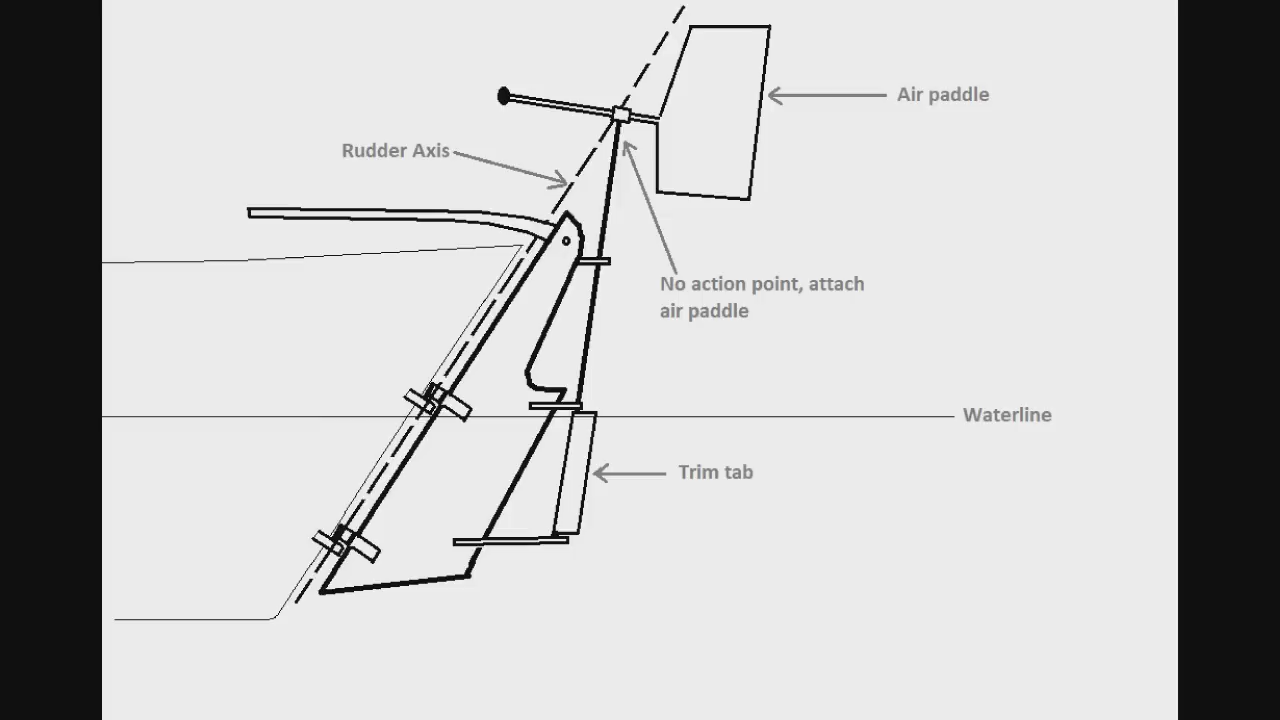 Air paddle
Rudder Axis
No action point, attach
air paddle
Waterline
Trim tab